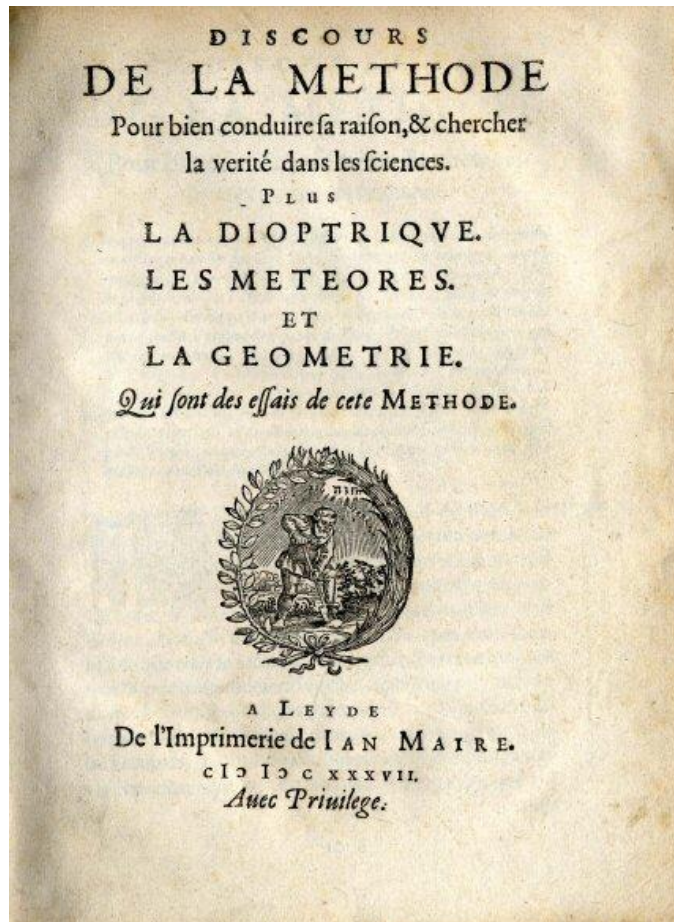 DISCOURS
DE LA METHODE
Pour bien conduire ſa raiſon,& chercher
la verité dans les ſciences.
PLUS
LA DIOPTRIQVE.
LES METEORES.
ET
LA GEOMETRIE.
Qui ſont des eſſais de cete METHODE.
A LEYDE
De l'Imprimerie de IAN MAIRE.
cIↄ Iↄ c xxxvii.
Auec Priuilege.